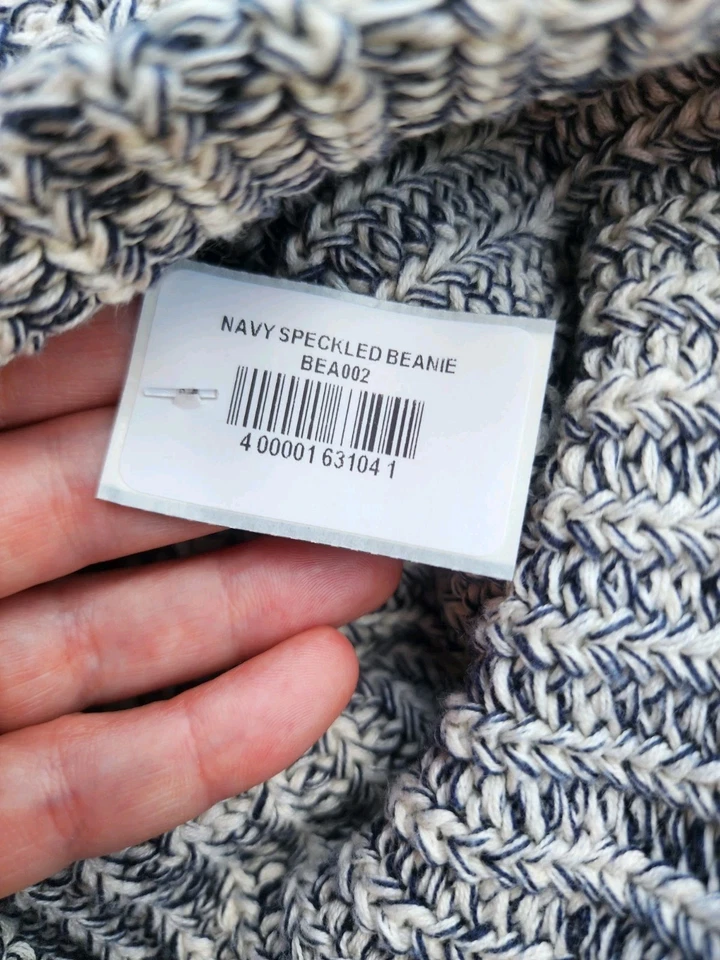 NAVY SPECKLED BEANIE
BEA002
4 00001 63104 1